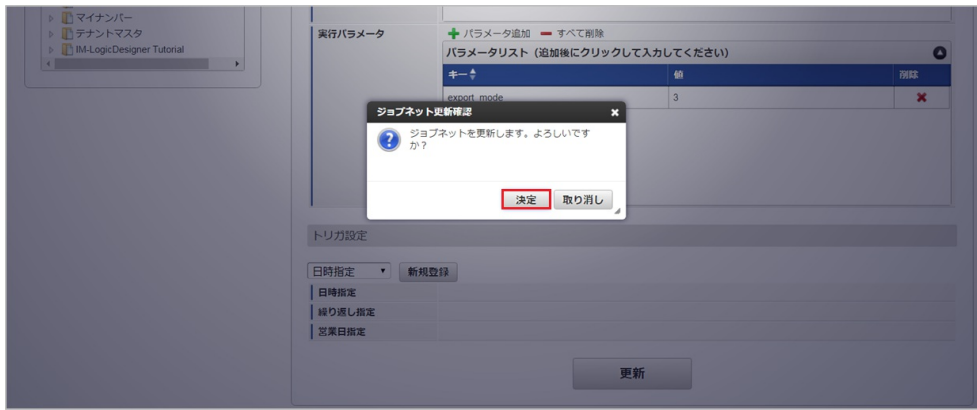 マイナンバー
テナントマスタ
IM-LogicDesigner Tutorial
実行パラメータ
パラメータ追加 すべて削除
パラメータリスト（追加後にクリックして入力してください）
キー 値 削除
export_mode 3
ジョブネット更新確認
ジョブネットを更新します。よろしいです
か？
決定 取り消し
トリガ設定
日時指定 新規登録
日時指定
繰り返し指定
営業日指定
更新